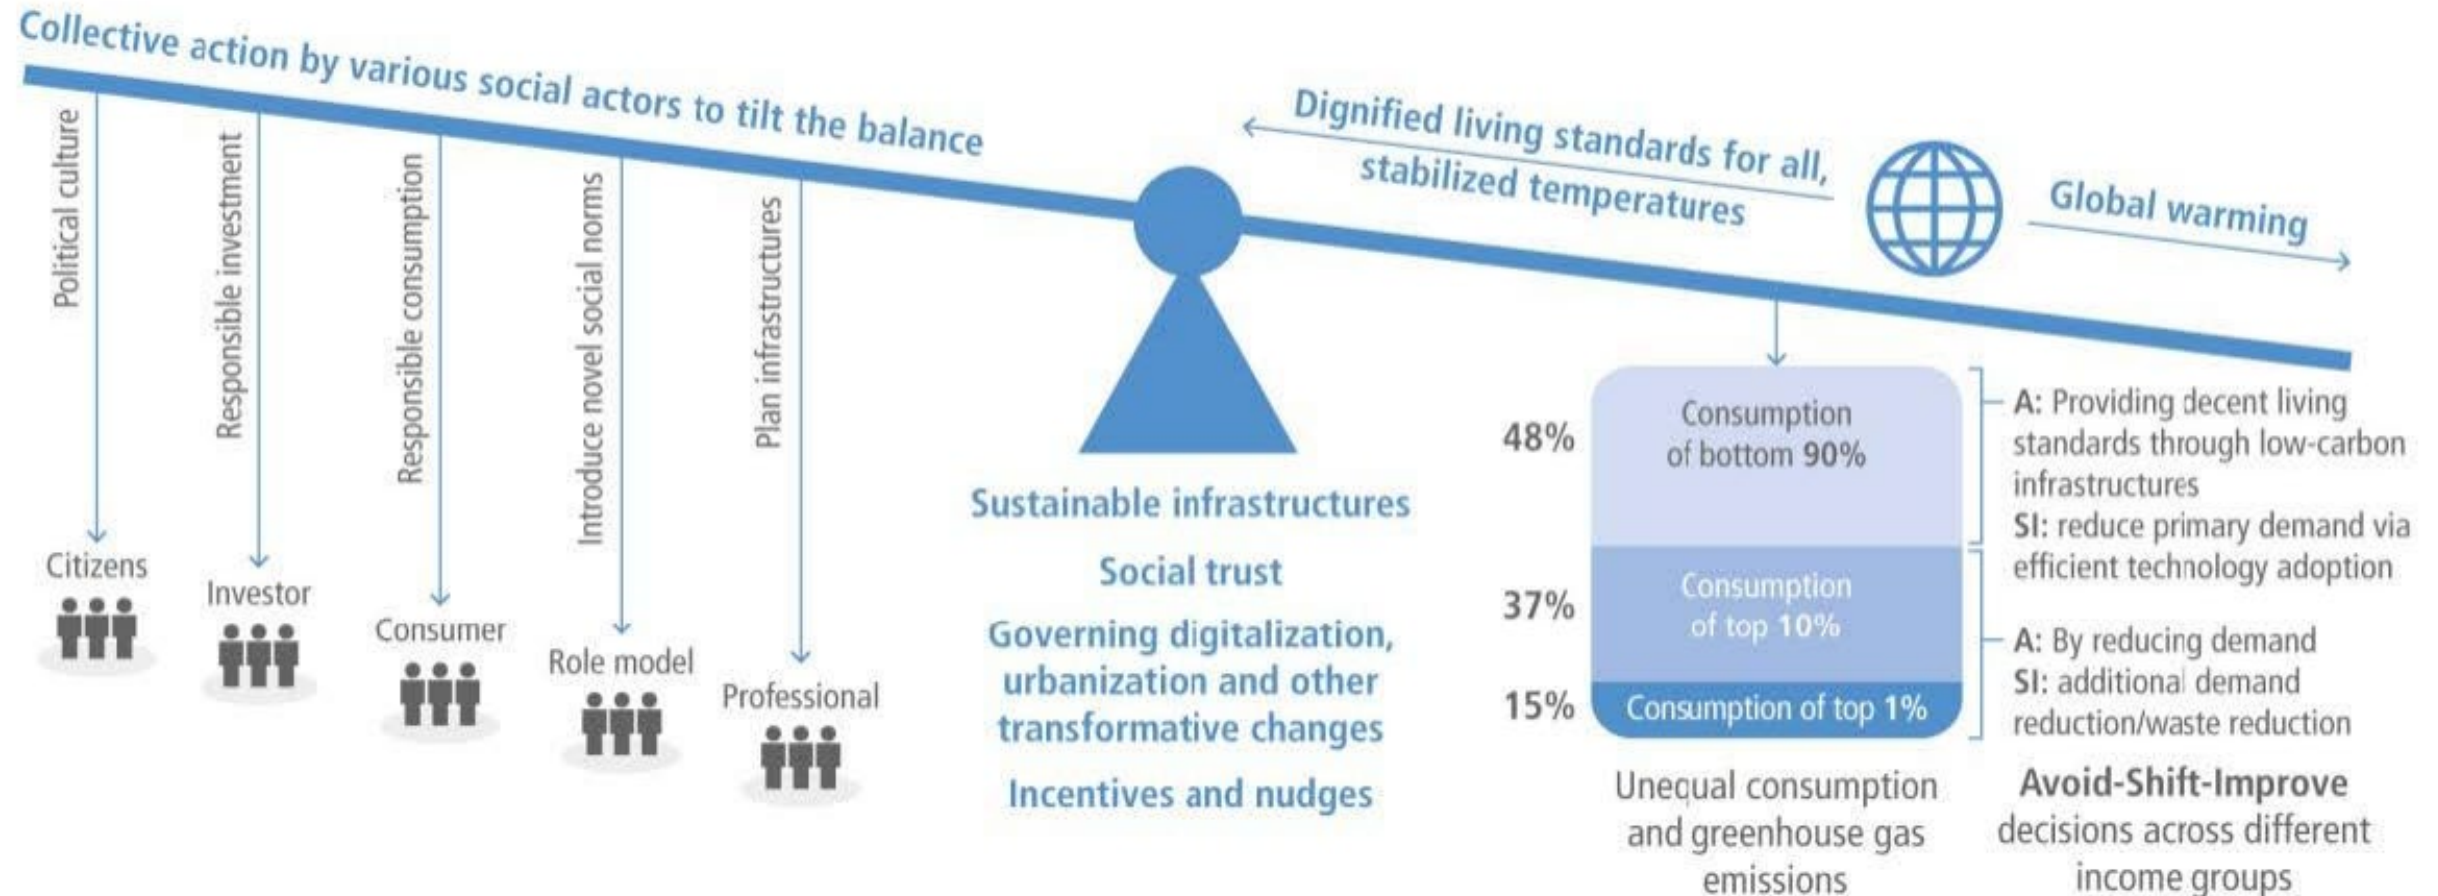 Collective action by various social actors to tilt the balance
Political culture
Responsible investment
Responsible consumption
Introduce novel social norms
Plan infrastructures
Citizens
Investor
Consumer
Role model
Professional
Sustainable infrastructures
Social trust
Governing digitalization,
urbanization and other
transformative changes
Incentives and nudges
Dignified living standards for all,
stabilized temperatures
Global warming
48%
Consumption
of bottom 90%
37%
Consumption
of top 10%
15%
Consumption of top 1%
Unequal consumption
and greenhouse gas
emissions
A: Providing decent living
standards through low-carbon
infrastructures
SI: reduce primary demand via
efficient technology adoption
A: By reducing demand
SI: additional demand
reduction/waste reduction
Avoid-Shift-Improve
decisions across different
income groups